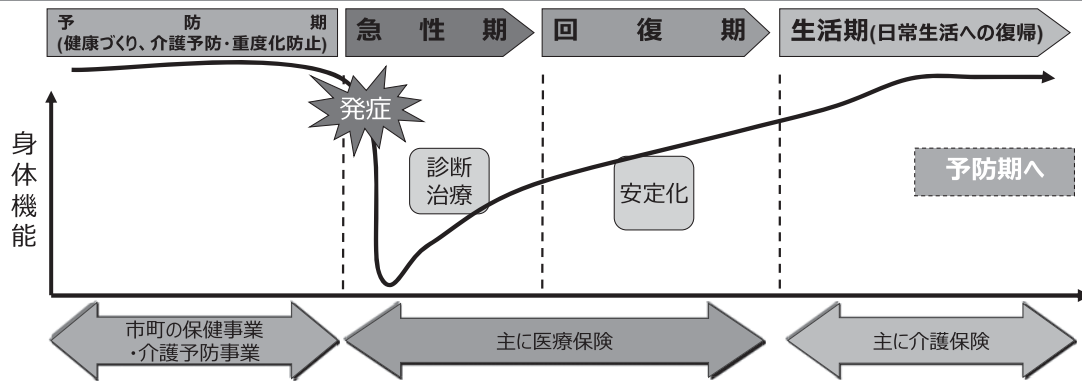 予防期
(健康づくり、介護予防・重度化防止)
急性期
回復期
生活期(日常生活への復帰)
発症
身体機能
診断
治療
安定化
予防期へ
市町の保健事業
・介護予防事業
主に医療保険
主に介護保険